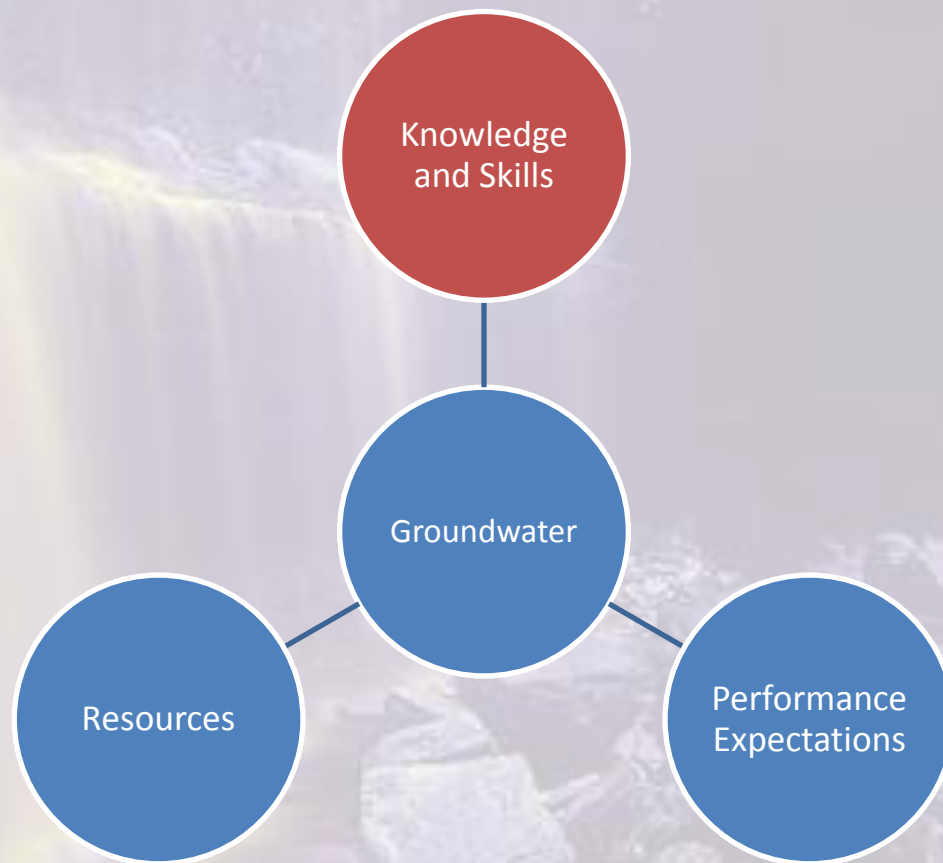 Knowledge
and Skills
Groundwater
Resources
Performance
Expectations